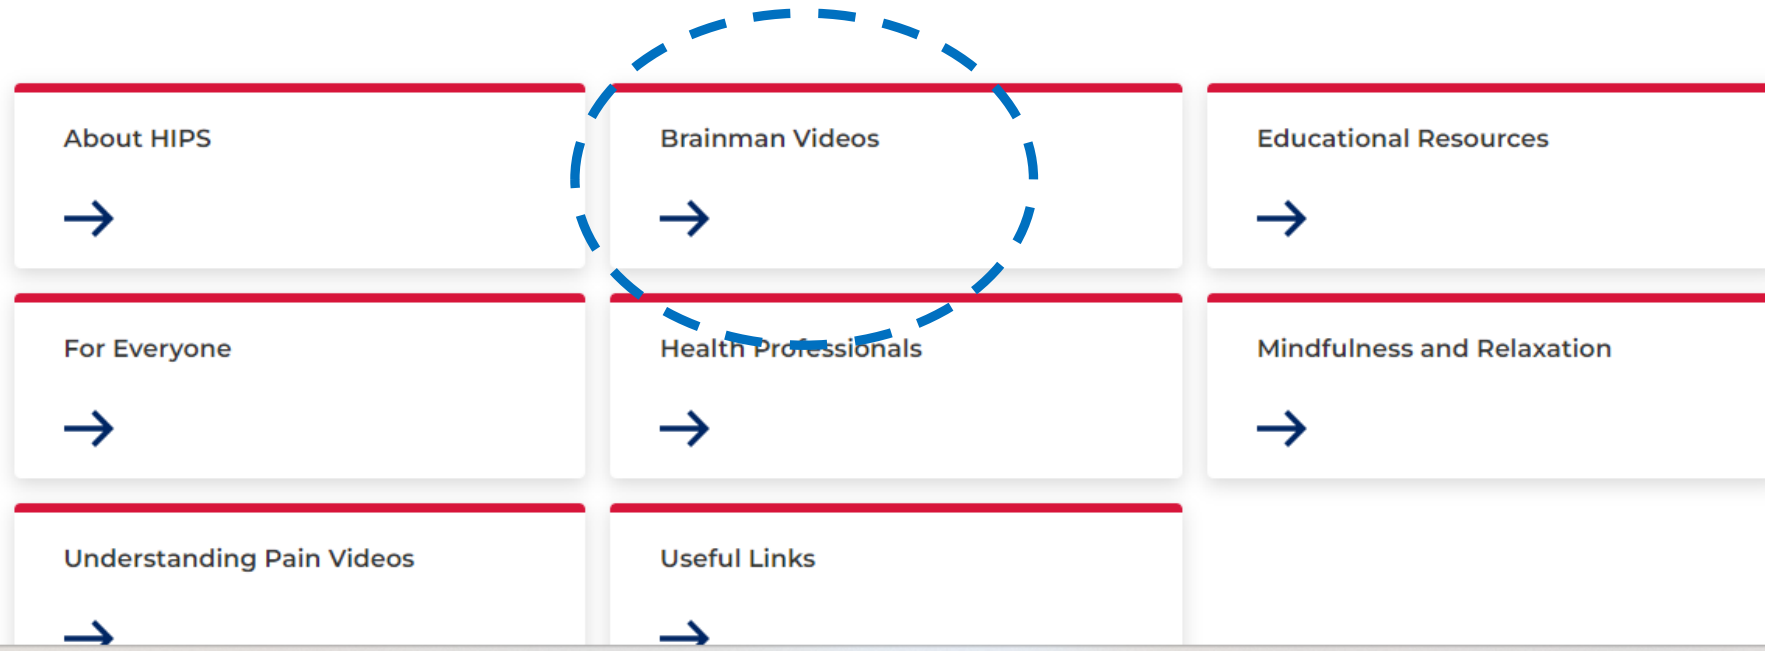 About HIPS
Brainman Videos
Educational Resources
For Everyone
Health Professionals
Mindfulness and Relaxation
Understanding Pain Videos
Useful Links